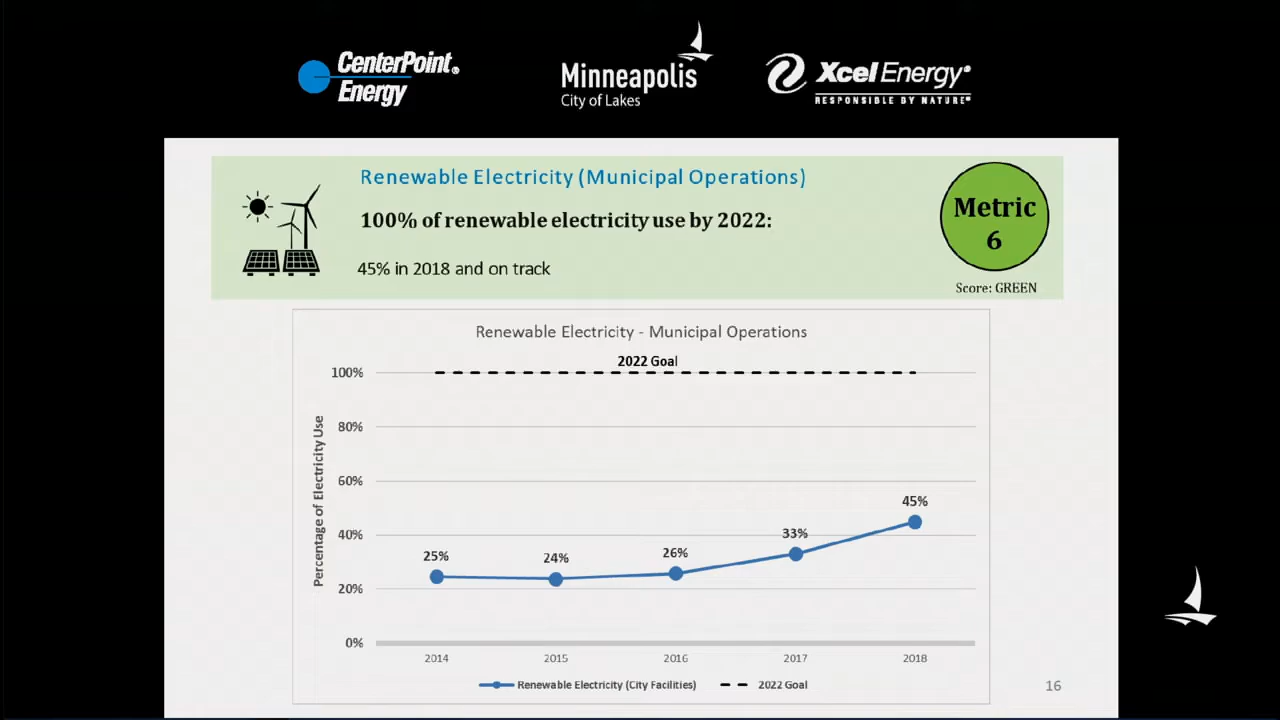 CenterPoint®
Energy
Minneapolis
City of Lakes
Xcel Energy®
RESPONSIBLE BY NATURE®
Renewable Electricity (Municipal Operations)
100% of renewable electricity use by 2022:
45% in 2018 and on track
Metric
6
Score: GREEN
Renewable Electricity - Municipal Operations
2022 Goal
Percentage of Electricity Use
100%
80%
60%
40%
20%
0%
25%
24%
26%
33%
45%
2014
2015
2016
2017
2018
Renewable Electricity (City Facilities)
2022 Goal
16